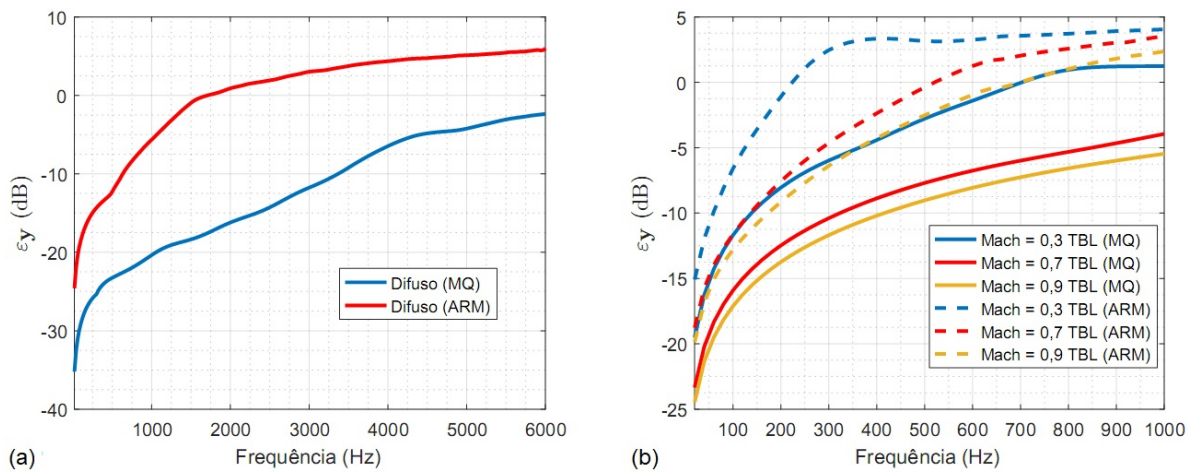 10
0
-10
-20
-30
-40
εy (dB)
Difuso (MQ)
Difuso (ARM)
1000 2000 3000 4000 5000 6000
Frequência (Hz)
(a)
5
0
-5
-10
-15
-20
-25
εy (dB)
Mach = 0,3 TBL (MQ)
Mach = 0,7 TBL (MQ)
Mach = 0,9 TBL (MQ)
Mach = 0,3 TBL (ARM)
Mach = 0,7 TBL (ARM)
Mach = 0,9 TBL (ARM)
100 200 300 400 500 600 700 800 900 1000
Frequência (Hz)
(b)